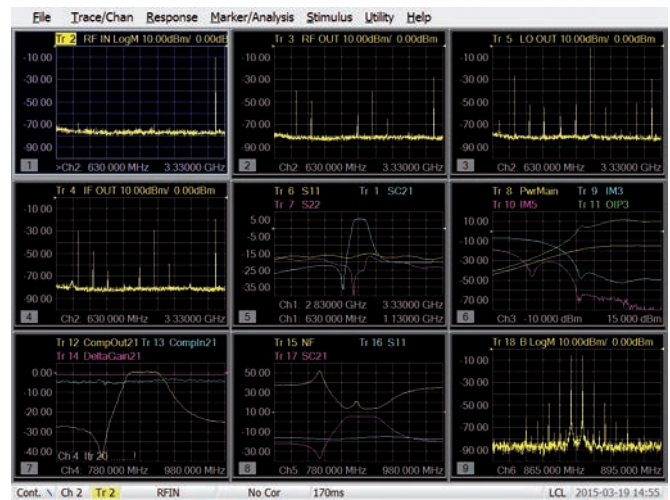 File Trace/Chan Response Marker/Analysis Stimulus Utility Help
Tr 2 RF IN LogM 10.00dBm/ 0.00dB
-10.00
-30.00
-50.00
-70.00
-90.00
1 >Ch2: 630.000 MHz 3.33000 GHz
Tr 3 RF OUT 10.00dBm/ 0.00dBm
-10.00
-30.00
-50.00
-70.00
-90.00
2 Ch2: 630.000 MHz 3.33000 GHz
Tr 5 LO OUT 10.00dBm/ 0.00dBm
-10.00
-30.00
-50.00
-70.00
-90.00
3 Ch2: 630.000 MHz 3.33000 GHz
Tr 4 IF OUT 10.00dBm/ 0.00dBm
-10.00
-30.00
-50.00
-70.00
-90.00
4 Ch2: 630.000 MHz 3.33000 GHz
Tr 6 S11 Tr 1 SC21
Tr 7 S22
5.00
-5.00
-15.00
-25.00
-35.00
Ch1: 2.83000 GHz 3.33000 GHz
5 Ch1: 630.000 MHz 1.13000 GHz
Tr 8 PwrMain Tr 9 IM3
Tr 10 IM5 Tr 11 OIP3
10.00
-10.00
-30.00
-50.00
-70.00
6 Ch3: -10.000 dBm 15.000 dBm
Tr 12 CompOut21 Tr 13 CompIn21
Tr 14 DeltaGain21
0.00
-10.00
-20.00
-30.00
-40.00
Ch 4 Itr 20
7 Ch4: 780.000 MHz 980.000 MHz
Tr 15 NF Tr 16 S11
Tr 17 SC21
50.00
30.00
10.00
-10.00
-30.00
8 Ch5: 780.000 MHz 980.000 MHz
Tr 18 B LogM 10.00dBm/ 0.00dBm
-10.00
-30.00
-50.00
-70.00
-90.00
9 Ch6: 865.000 MHz 895.000 MHz
Cont. Ch 2 Tr 2 RFIN No Cor 170ms LCL 2015-03-19 14:55